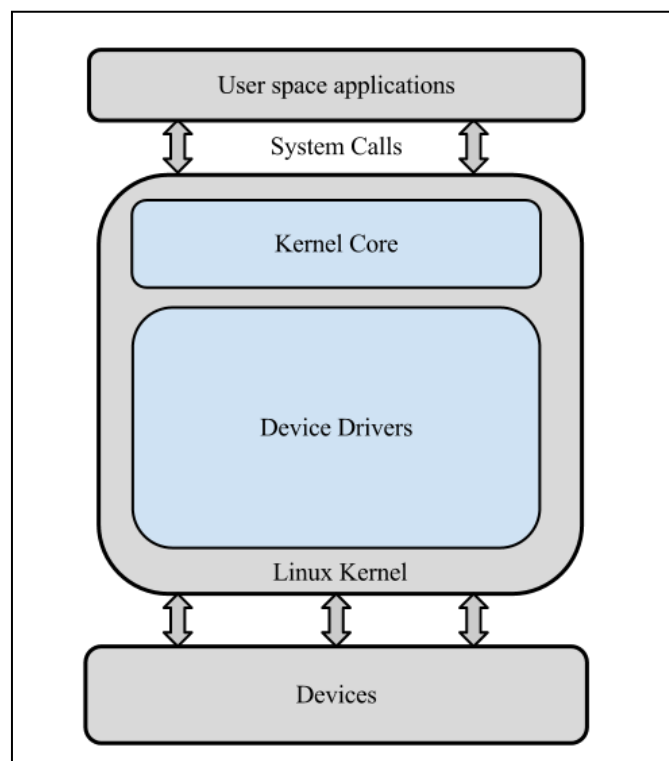 User space applications
System Calls
Kernel Core
Device Drivers
Linux Kernel
Devices